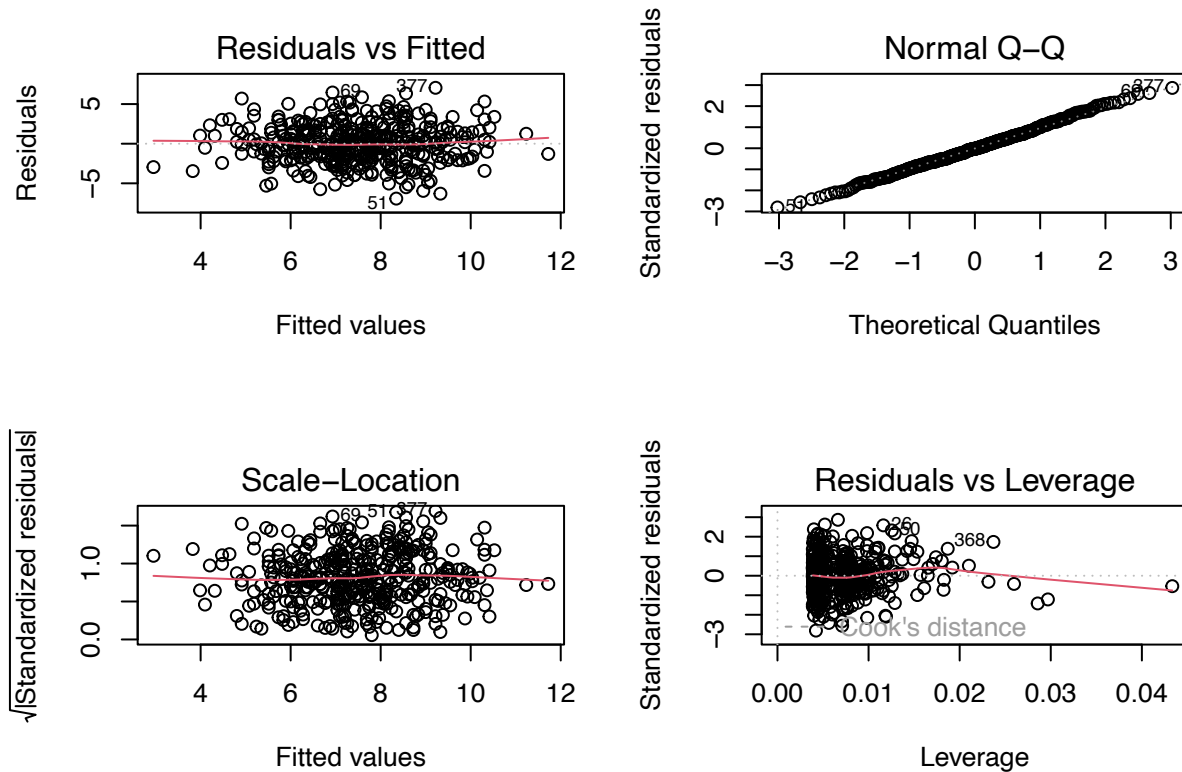 Residuals vs Fitted
Residuals
5
−5
69
377
51
4 6 8 10 12
Fitted values
Normal Q−Q
Standardized residuals
2
0
−3
377
51
−3 −2 −1 0 1 2 3
Theoretical Quantiles
Scale−Location
√|Standardized residuals|
1.0
0.0
69
51
377
4 6 8 10 12
Fitted values
Residuals vs Leverage
Standardized residuals
2
0
−3
368
Cook's distance
0.00 0.01 0.02 0.03 0.04
Leverage